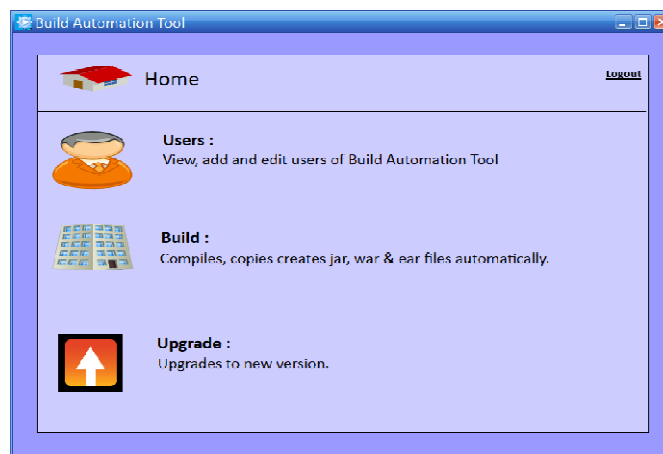 Build Automation Tool
Home
Logout
Users :
View, add and edit users of Build Automation Tool
Build :
Compiles, copies creates jar, war & ear files automatically.
Upgrade :
Upgrades to new version.